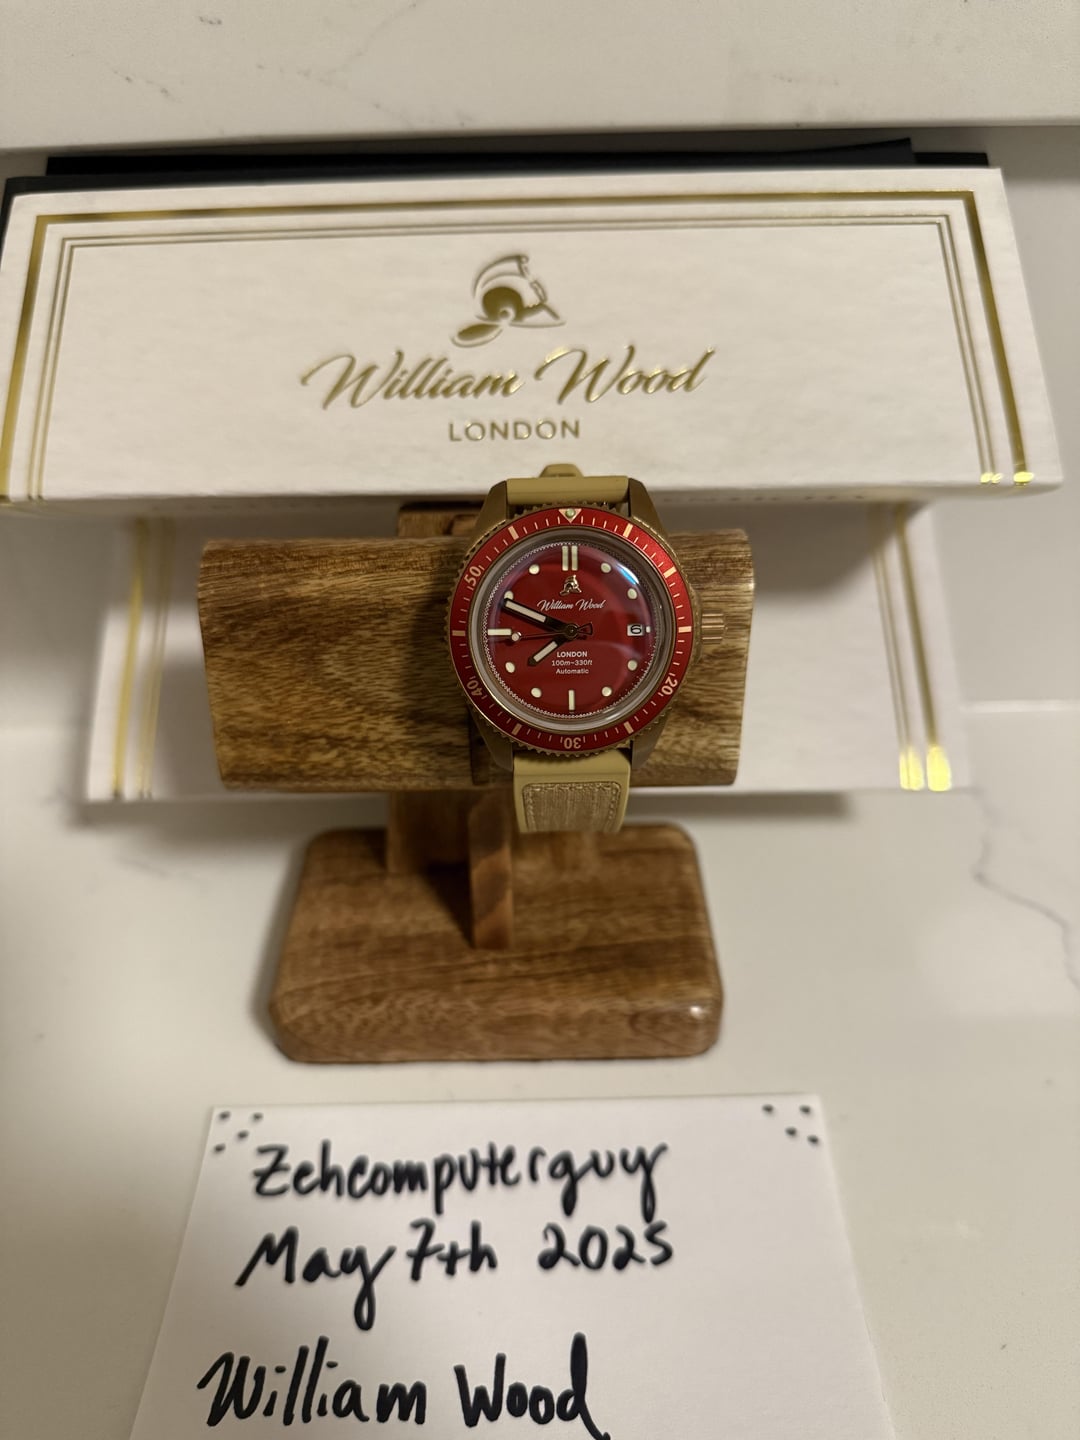 William Wood
LONDON
50
William Wood
6
LONDON
100m–330ft
Automatic
40
20
30
Zehcomputerguy
May 7th 2025
William Wood